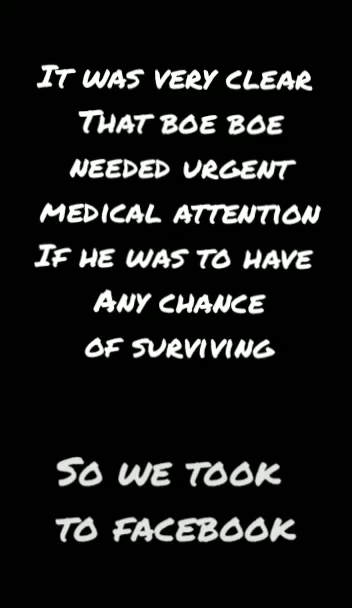 It was very clear
That boe boe
needed urgent
medical attention
If he was to have
Any chance
of surviving
So we took
to facebook